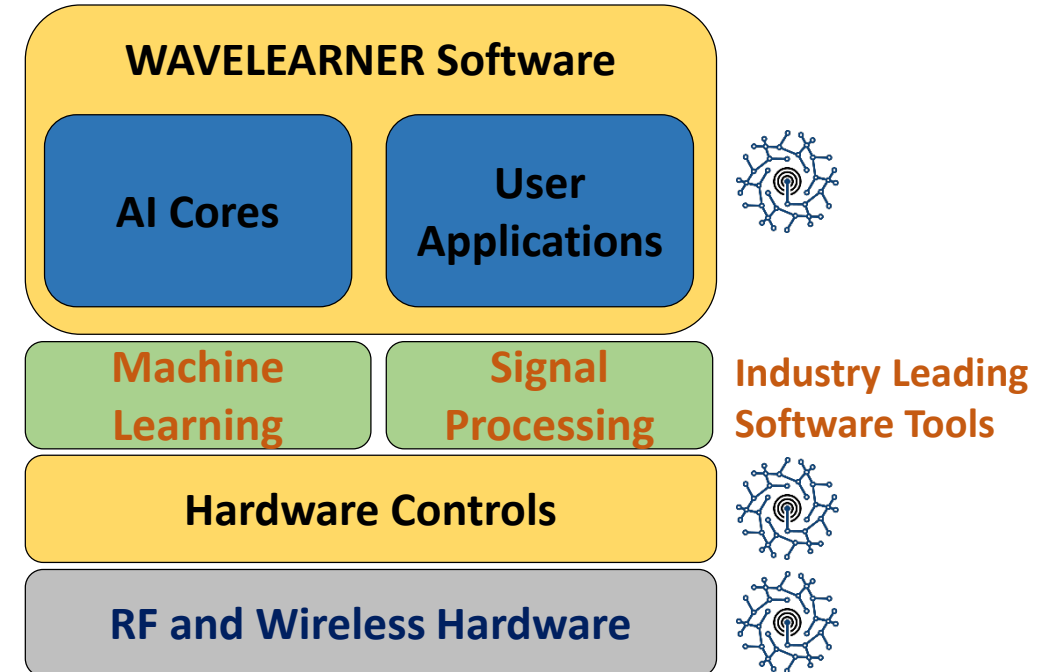 WAVELEARNER Software
AI Cores
User
Applications
Machine
Learning
Signal
Processing
Industry Leading
Software Tools
Hardware Controls
RF and Wireless Hardware